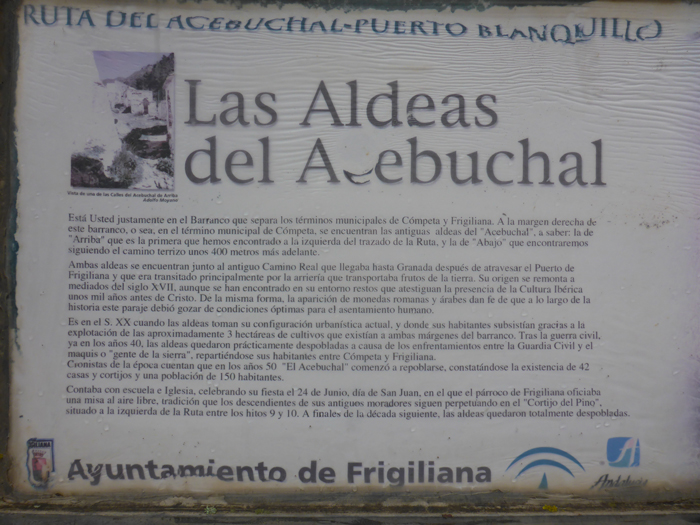 RUTA DEL ACEBUCHAL-PUERTO BLANQUILLO
Las Aldeas
del Acebuchal
Vista de una de las Calles del Acebuchal de Arriba
Adolfo Moyano
Está Usted justamente en el Barranco que separa los términos municipales de Cómpeta y Frigiliana. A la margen derecha de
este barranco, o sea, en el término municipal de Cómpeta, se encuentran las antiguas aldeas del "Acebuchal", a saber: la de
"Arriba" que es la primera que hemos encontrado a la izquierda del trazado de la Ruta, y la de "Abajo" que encontraremos
siguiendo el camino terrizo unos 400 metros más adelante.
Ambas aldeas se encuentran junto al antiguo Camino Real que llegaba hasta Granada después de atravesar el Puerto de
Frigiliana y que era transitado principalmente por la arriería que transportaba frutos de la tierra. Su origen se remonta a
mediados del siglo XVII, aunque se han encontrado en su entorno restos que atestiguan la presencia de la Cultura Ibérica
unos mil años antes de Cristo. De la misma forma, la aparición de monedas romanas y árabes dan fe de que a lo largo de la
historia este paraje debió gozar de condiciones óptimas para el asentamiento humano.
Es en el S. XX cuando las aldeas toman su configuración urbanística actual, y donde sus habitantes subsistían gracias a la
explotación de las aproximadamente 3 hectáreas de cultivos que existían a ambas márgenes del barranco. Tras la guerra civil,
ya en los años 40, las aldeas quedaron prácticamente despobladas a causa de los enfrentamientos entre la Guardia Civil y el
maquis o "gente de la sierra", repartiéndose sus habitantes entre Cómpeta y Frigiliana.
Cronistas de la época cuentan que en los años 50 "El Acebuchal" comenzó a repoblarse, constatándose la existencia de 42
casas y cortijos y una población de 150 habitantes.
Contaba con escuela e Iglesia, celebrando su fiesta el 24 de Junio, día de San Juan, en el que el párroco de Frigiliana oficiaba
una misa al aire libre, tradición que los descendientes de sus antiguos moradores siguen perpetuando en el "Cortijo del Pino",
situado a la izquierda de la Ruta entre los hitos 9 y 10. A finales de la década siguiente, las aldeas quedaron totalmente despobladas.
Ayuntamiento de Frigiliana
Andalucía